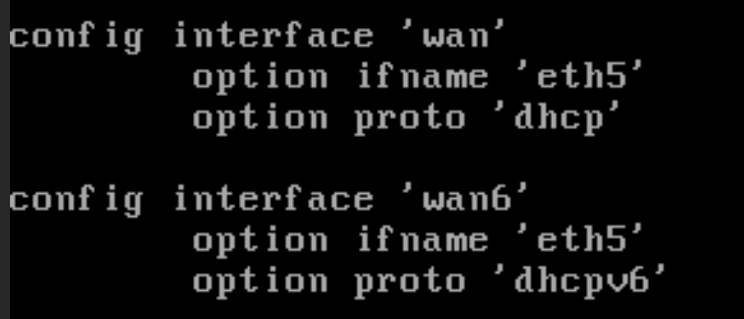 config interface 'wan'
option ifname 'eth5'
option proto 'dhcp'
config interface 'wan6'
option ifname 'eth5'
option proto 'dhcpv6'